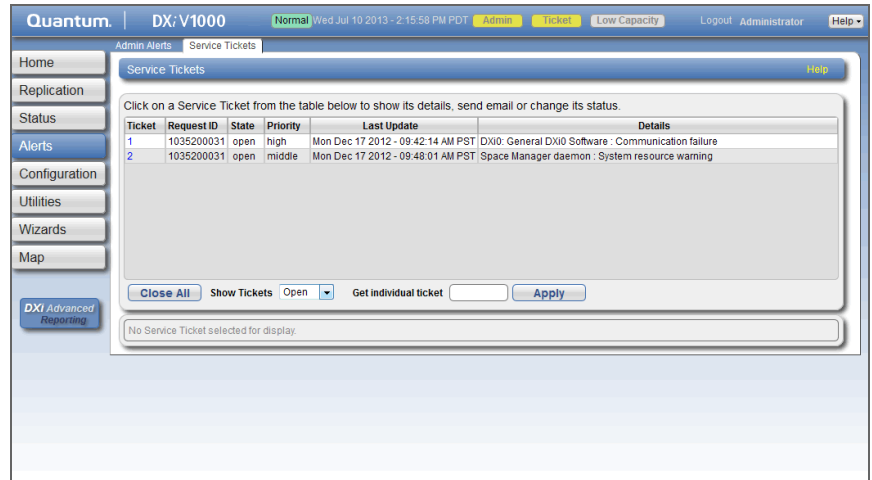 Quantum. DXi V1000 Normal Wed Jul 10 2013 - 2:15:58 PM PDT Admin Ticket Low Capacity Logout Administrator Help
Admin Alerts Service Tickets
Home
Replication
Status
Alerts
Configuration
Utilities
Wizards
Map
DXi Advanced
Reporting
Service Tickets Help
Click on a Service Ticket from the table below to show its details, send email or change its status.
Ticket Request ID State Priority Last Update Details
1 1035200031 open high Mon Dec 17 2012 - 09:42:14 AM PST DXi0: General DXi0 Software : Communication failure
2 1035200031 open middle Mon Dec 17 2012 - 09:48:01 AM PST Space Manager daemon : System resource warning
Close All Show Tickets Open Get individual ticket Apply
No Service Ticket selected for display.